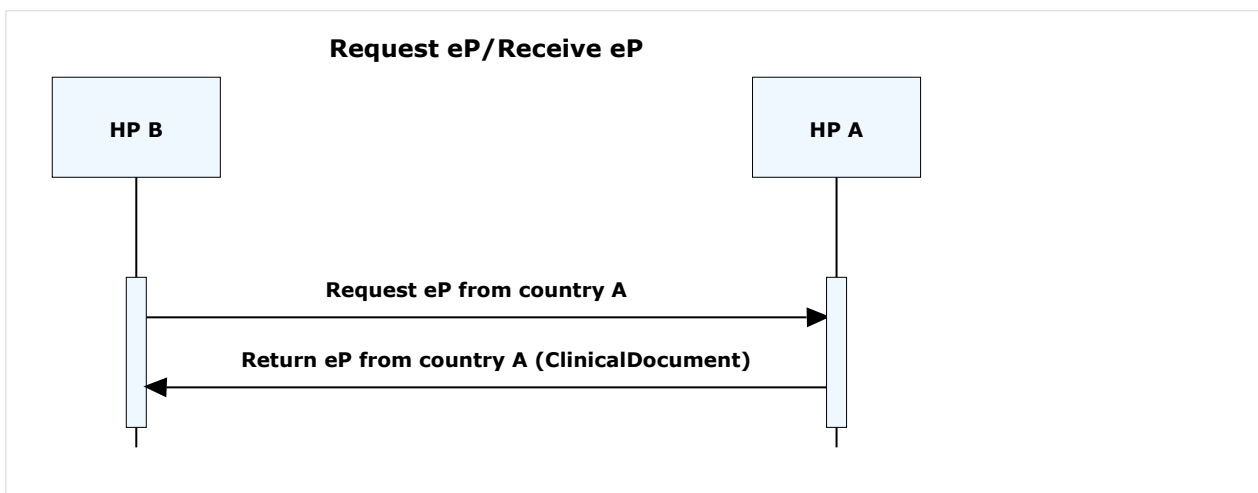 Request eP/Receive eP
HP B
HP A
Request eP from country A
Return eP from country A (ClinicalDocument)